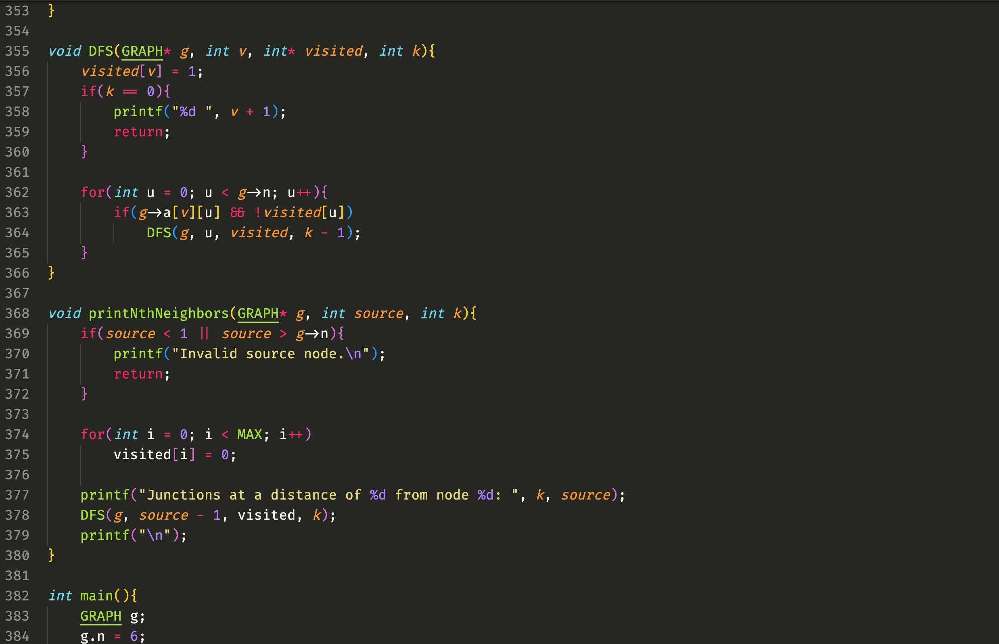 353 }
354
355 void DFS(GRAPH* g, int v, int* visited, int k){
356     visited[v] = 1;
357     if(k == 0){
358         printf("%d ", v + 1);
359         return;
360     }
361
362     for(int u = 0; u < g->n; u++){
363         if(g->a[v][u] && !visited[u])
364             DFS(g, u, visited, k - 1);
365     }
366 }
367
368 void printNthNeighbors(GRAPH* g, int source, int k){
369     if(source < 1 || source > g->n){
370         printf("Invalid source node.\n");
371         return;
372     }
373
374     for(int i = 0; i < MAX; i++)
375         visited[i] = 0;
376
377     printf("Junctions at a distance of %d from node %d: ", k, source);
378     DFS(g, source - 1, visited, k);
379     printf("\n");
380 }
381
382 int main(){
383     GRAPH g;
384     g.n = 6;